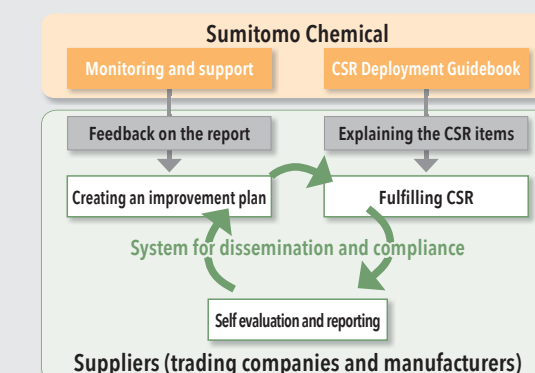 Sumitomo Chemical
Monitoring and support
CSR Deployment Guidebook
Feedback on the report
Explaining the CSR items
Creating an improvement plan
Fulfilling CSR
System for dissemination and compliance
Self evaluation and reporting
Suppliers (trading companies and manufacturers)